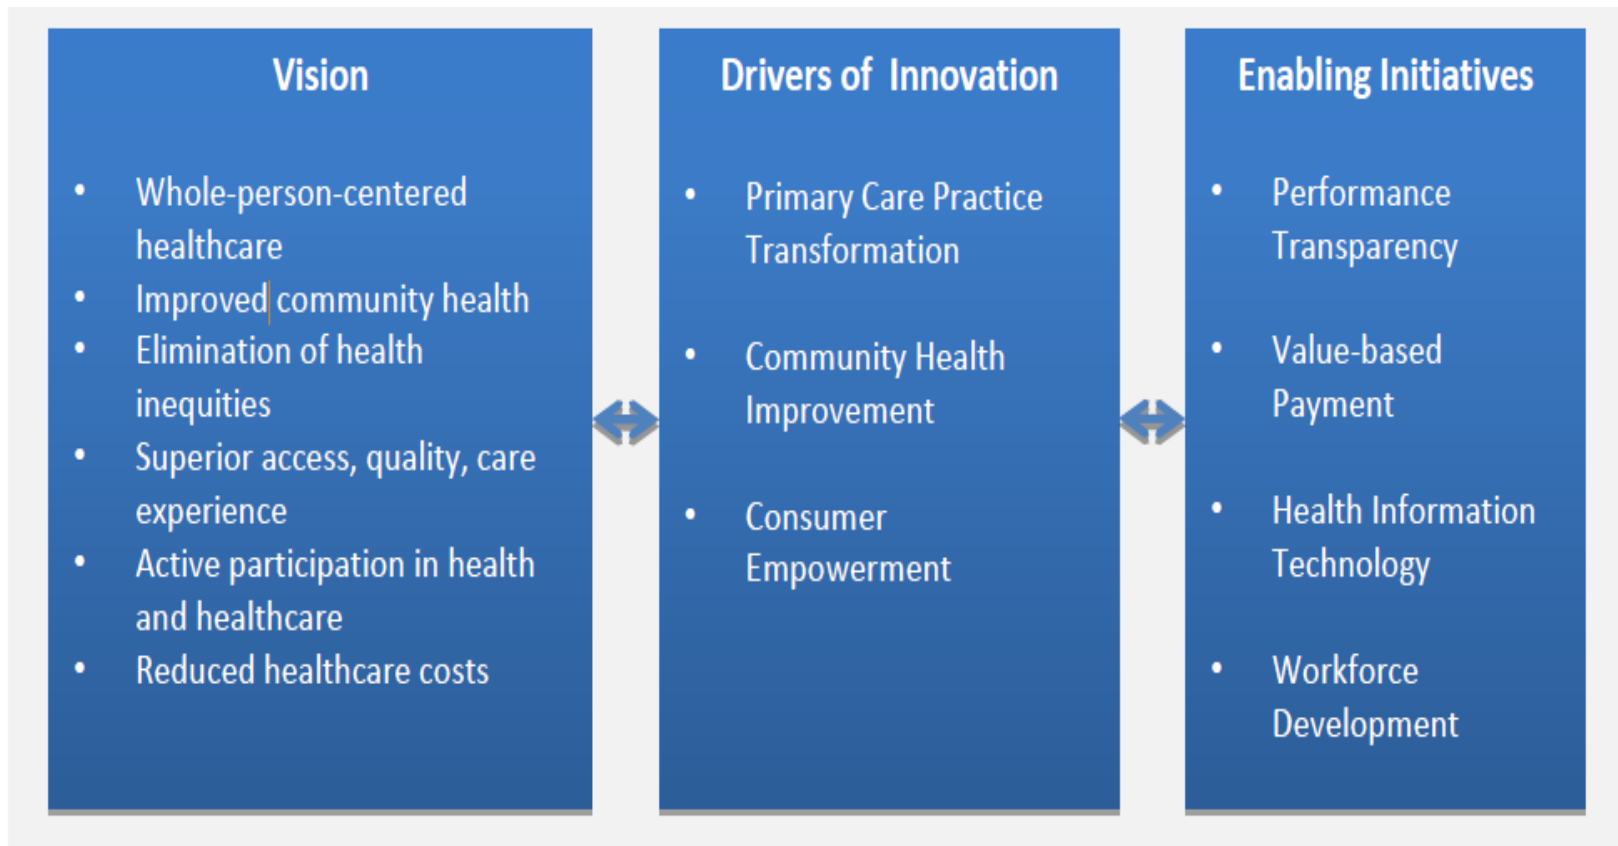 Vision
• Whole-person-centered
healthcare
• Improved community health
• Elimination of health
inequities
• Superior access, quality, care
experience
• Active participation in health
and healthcare
• Reduced healthcare costs
Drivers of Innovation
• Primary Care Practice
Transformation
• Community Health
Improvement
• Consumer
Empowerment
Enabling Initiatives
• Performance
Transparency
• Value-based
Payment
• Health Information
Technology
• Workforce
Development